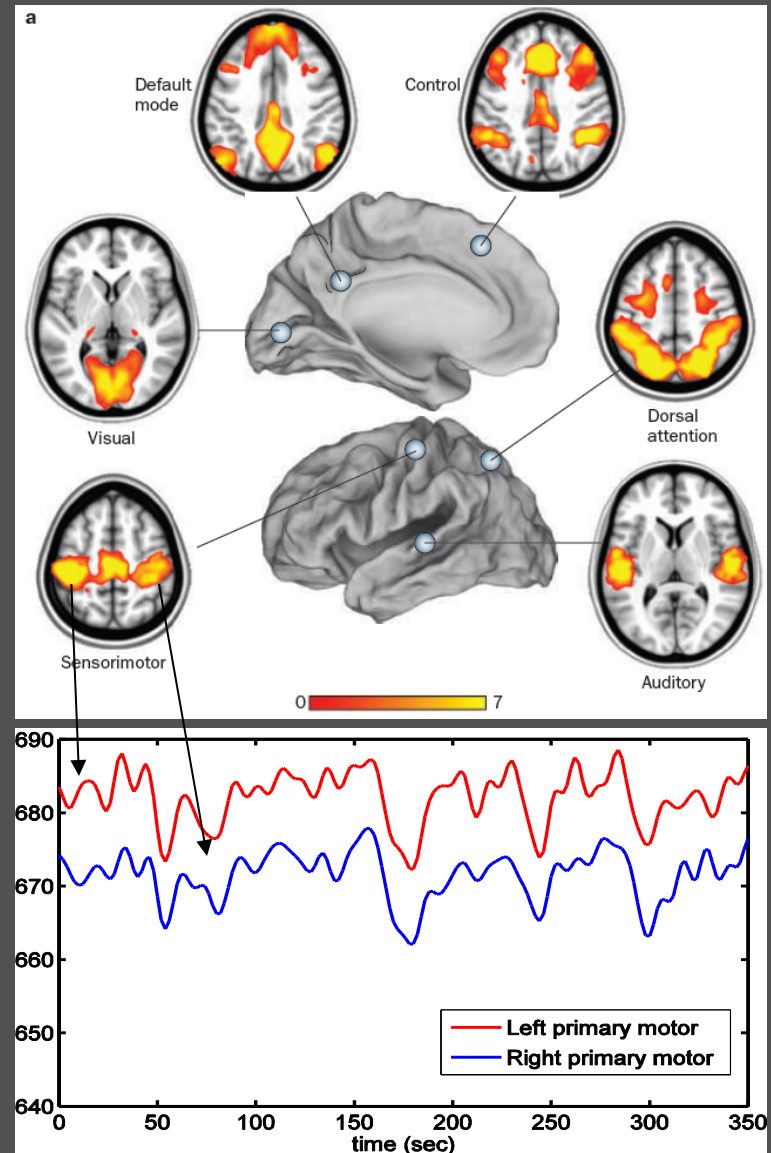 a
Default
mode
Control
Visual
Dorsal
attention
Sensorimotor
Auditory
0 7
690
680
670
660
650
640
Left primary motor
Right primary motor
0 50 100 150 200 250 300 350
time (sec)